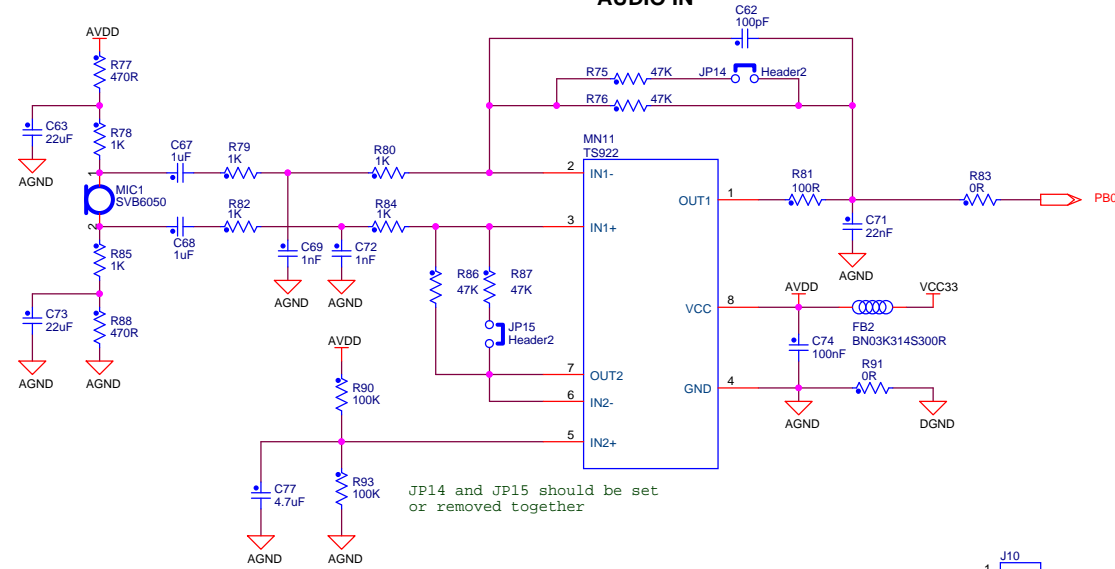 AUDIO IN
C62
100pF
AVDD
R77
470R
R75
47K
JP14
Header2
R76
47K
C63
22uF
R78
1K
AGND
C67
1uF
R79
1K
R80
1K
MN11
TS922
1
MIC1
SVB6050
2
2
IN1-
OUT1
1
R81
100R
R83
0R
PB0
R82
1K
R84
1K
3
IN1+
C71
22nF
C68
1uF
R85
1K
C69
1nF
C72
1nF
AGND
AGND
AGND
R86
47K
R87
47K
JP15
Header2
VCC
8
AVDD
VCC33
FB2
BN03K314S300R
C73
22uF
R88
470R
AGND
AGND
AVDD
C74
100nF
R90
100K
7
OUT2
6
IN2-
GND
4
R91
0R
AGND
DGND
5
IN2+
C77
4.7uF
R93
100K
JP14 and JP15 should be set
or removed together
AGND
AGND
J10
1